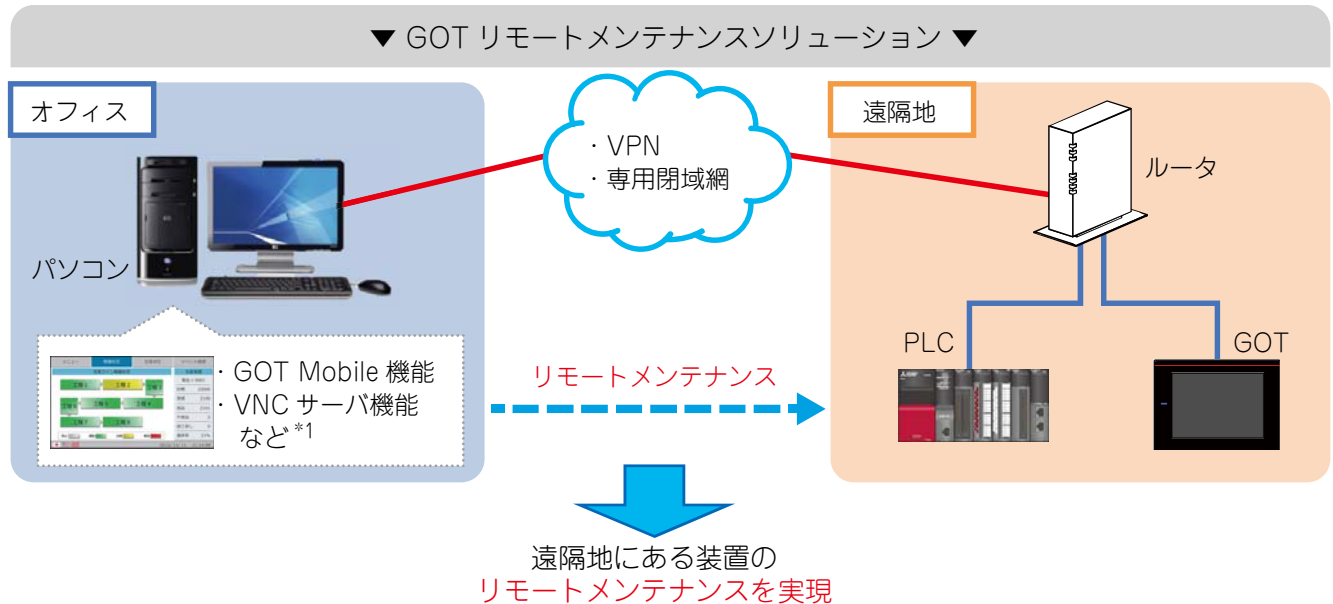 ▼ GOT リモートメンテナンスソリューション ▼
オフィス
・VPN
・専用閉域網
遠隔地
ルータ
パソコン
PLC
GOT
・GOT Mobile 機能
・VNC サーバ機能
など*1
リモートメンテナンス
遠隔地にある装置の
リモートメンテナンスを実現